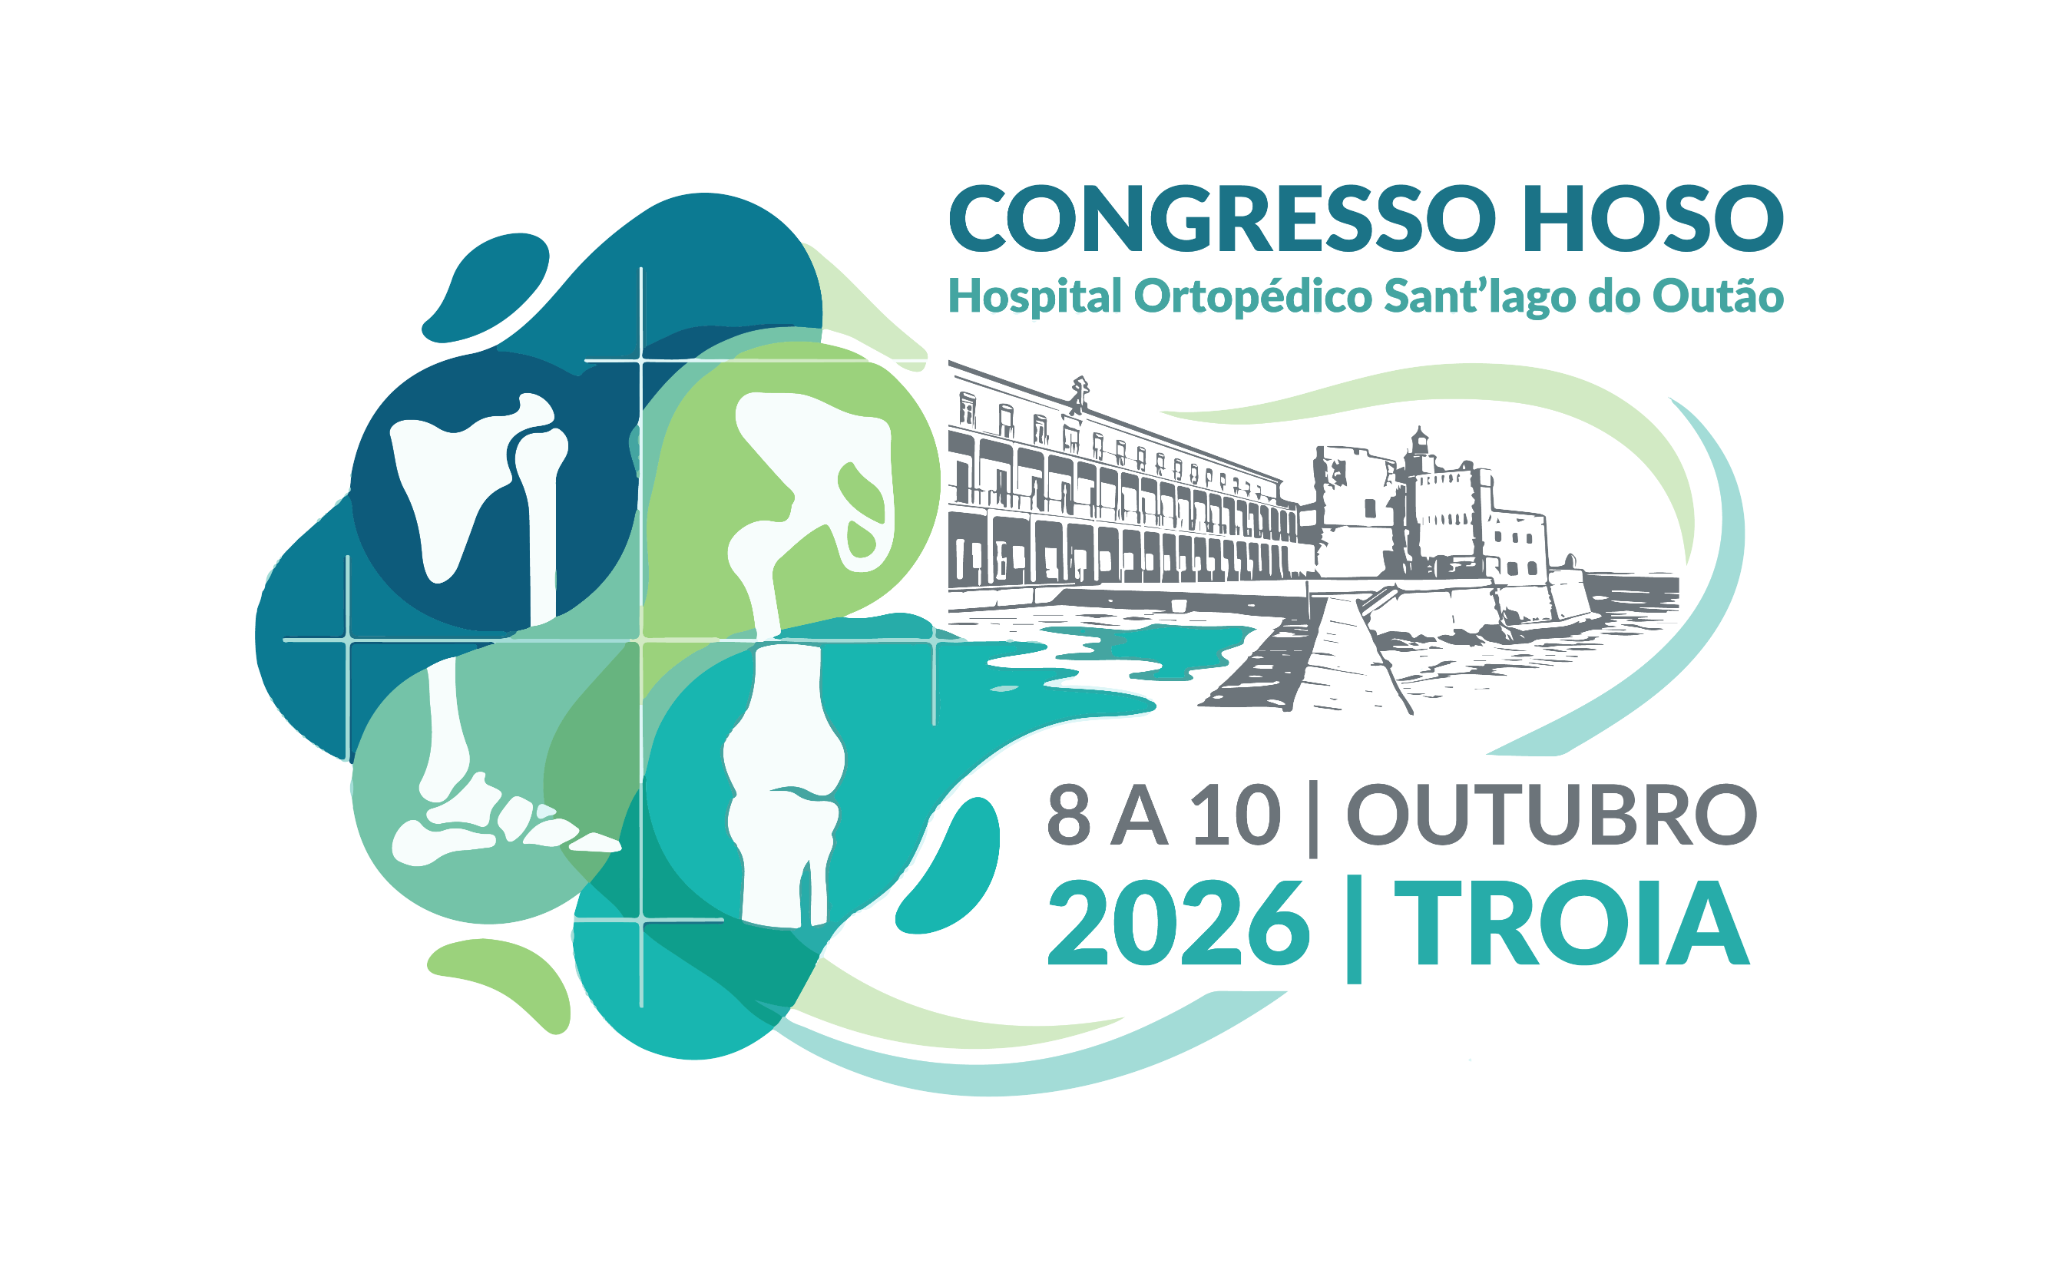 CONGRESSO HOSO
Hospital Ortopédico Sant'Iago do Outão
8 A 10 | OUTUBRO
2026 | TROIA